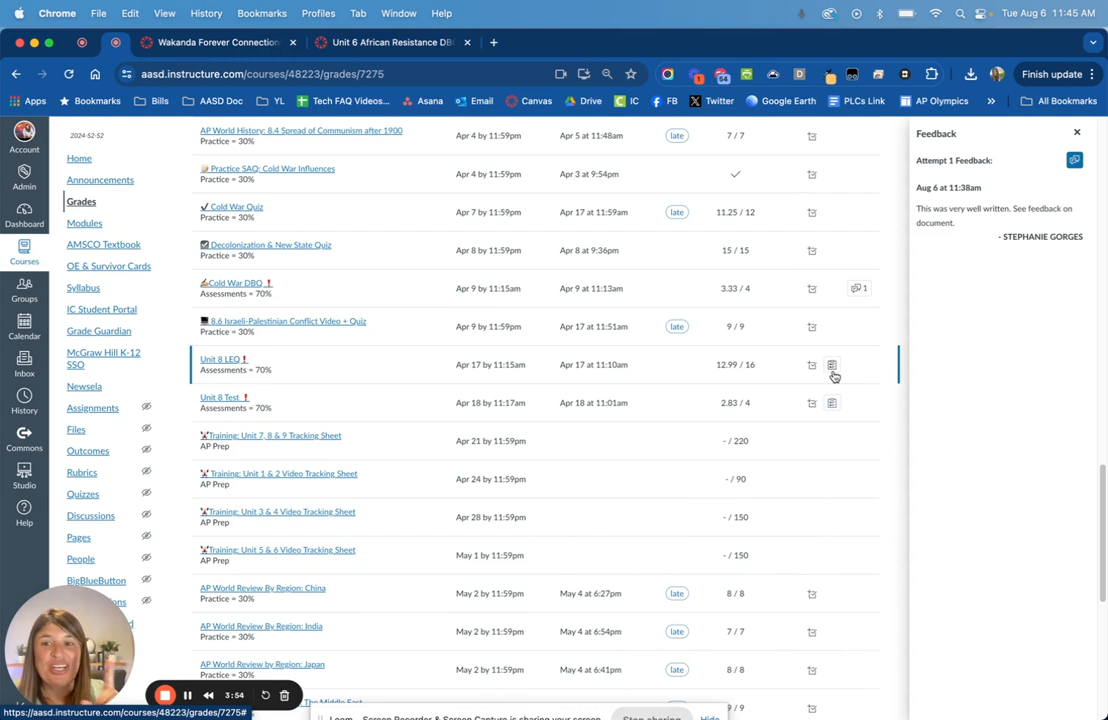 Chrome File Edit View History Bookmarks Profiles Tab Window Help Tue Aug 6 11:45 AM
Wakanda Forever Connection Unit 6 African Resistance DB
aasd.instructure.com/courses/48223/grades/7275 Finish update
Apps Bookmarks Bills AASD Doc YL Tech FAQ Videos... Asana Email Canvas Drive IC FB Twitter Google Earth PLCs Link AP Olympics All Bookmarks
Account
Admin
Dashboard
Courses
Groups
Calendar
Inbox
History
Commons
Studio
Help
2024-52-52
Home
Announcements
Grades
Modules
AMSCO Textbook
OE & Survivor Cards
Syllabus
IC Student Portal
Grade Guardian
McGraw Hill K-12
SSO
Newsela
Assignments
Files
Outcomes
Rubrics
Quizzes
Discussions
Pages
People
BigBlueButton
AP World History: 8.4 Spread of Communism after 1900 Apr 4 by 11:59pm Apr 5 at 11:48am late 7 / 7
Practice = 30%
Practice SAQ: Cold War Influences Apr 4 by 11:59pm Apr 3 at 9:54pm
Practice = 30%
Cold War Quiz Apr 7 by 11:59pm Apr 17 at 11:59am late 11.25 / 12
Practice = 30%
Decolonization & New State Quiz Apr 8 by 11:59pm Apr 8 at 9:36pm 15 / 15
Practice = 30%
Cold War DBQ Apr 9 by 11:15am Apr 9 at 11:13am 3.33 / 4 1
Assessments = 70%
8.6 Israeli-Palestinian Conflict Video + Quiz Apr 9 by 11:59pm Apr 17 at 11:51am late 9 / 9
Practice = 30%
Unit 8 LEQ Apr 17 by 11:15am Apr 17 at 11:10am 12.99 / 16
Assessments = 70%
Unit 8 Test Apr 18 by 11:17am Apr 18 at 11:01am 2.83 / 4
Assessments = 70%
Training: Unit 7, 8 & 9 Tracking Sheet Apr 21 by 11:59pm - / 220
AP Prep
Training: Unit 1 & 2 Video Tracking Sheet Apr 24 by 11:59pm - / 90
AP Prep
Training: Unit 3 & 4 Video Tracking Sheet Apr 28 by 11:59pm - / 150
AP Prep
Training: Unit 5 & 6 Video Tracking Sheet May 1 by 11:59pm - / 150
AP Prep
AP World Review By Region: China May 2 by 11:59pm May 4 at 6:27pm late 8 / 8
Practice = 30%
AP World Review By Region: India May 2 by 11:59pm May 4 at 6:54pm late 7 / 7
Practice = 30%
AP World Review by Region: Japan May 2 by 11:59pm May 4 at 6:41pm late 8 / 8
Practice = 30%
The Middle East 9 / 9
Feedback
Attempt 1 Feedback:
Aug 6 at 11:38am
This was very well written. See feedback on
document.
- STEPHANIE GORGES
3:54
https://aasd.instructure.com/courses/48223/grades/7275#
Loom – Screen Recorder & Screen Capture is sharing your screen. Stop sharing Hide